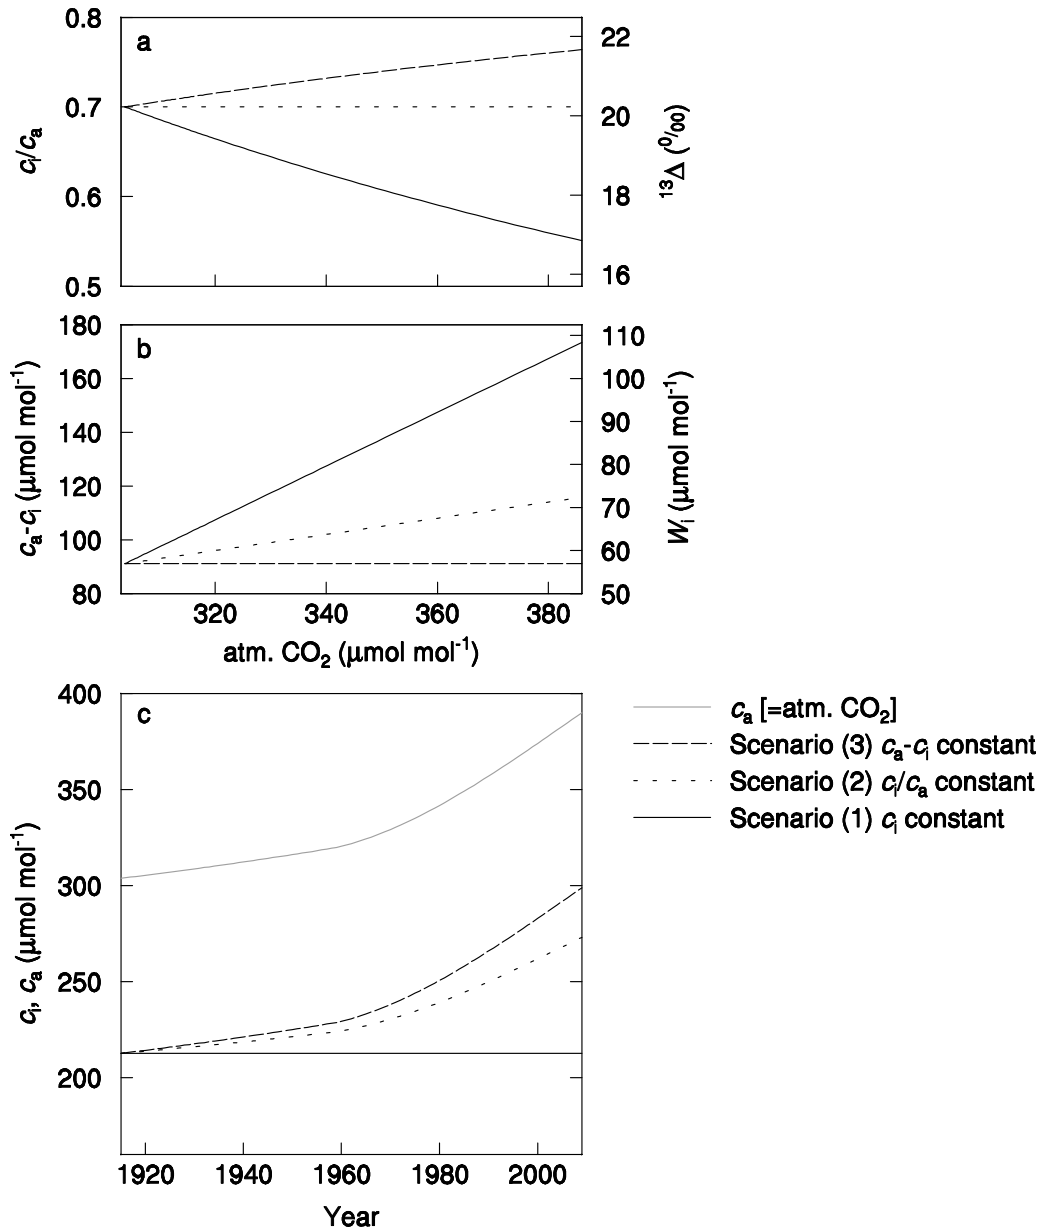 a
0.8
0.7
0.6
0.5
cᵢ/cₐ
22
20
18
16
¹³Δ (⁰/₀₀)
b
180
160
140
120
100
80
cₐ-cᵢ (μmol mol⁻¹)
110
100
90
80
70
60
50
Wᵢ (μmol mol⁻¹)
320 340 360 380
atm. CO₂ (μmol mol⁻¹)
c
400
350
300
250
200
cᵢ, cₐ (μmol mol⁻¹)
1920 1940 1960 1980 2000
Year
cₐ [=atm. CO₂]
Scenario (3) cₐ-cᵢ constant
Scenario (2) cᵢ/cₐ constant
Scenario (1) cᵢ constant